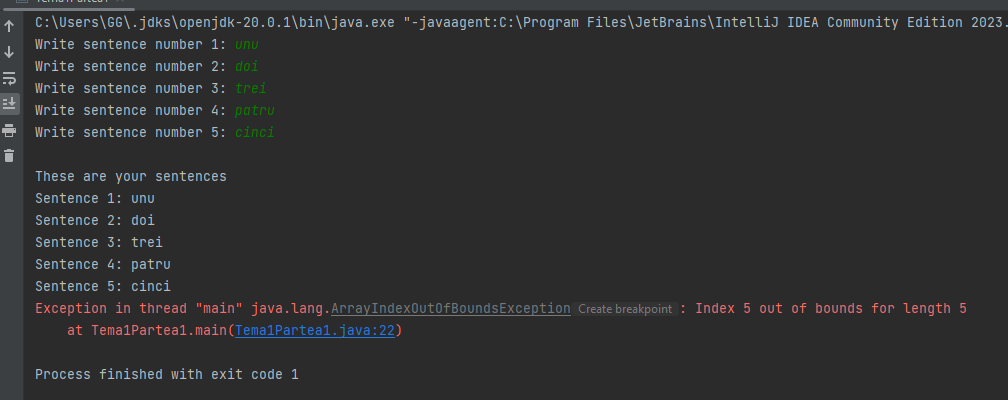 C:\Users\GG\.jdks\openjdk-20.0.1\bin\java.exe "-javaagent:C:\Program Files\JetBrains\IntelliJ IDEA Community Edition 2023.
Write sentence number 1: unu
Write sentence number 2: doi
Write sentence number 3: trei
Write sentence number 4: patru
Write sentence number 5: cinci
These are your sentences
Sentence 1: unu
Sentence 2: doi
Sentence 3: trei
Sentence 4: patru
Sentence 5: cinci
Exception in thread "main" java.lang.ArrayIndexOutOfBoundsException Create breakpoint : Index 5 out of bounds for length 5
at Tema1Partea1.main(Tema1Partea1.java:22)
Process finished with exit code 1